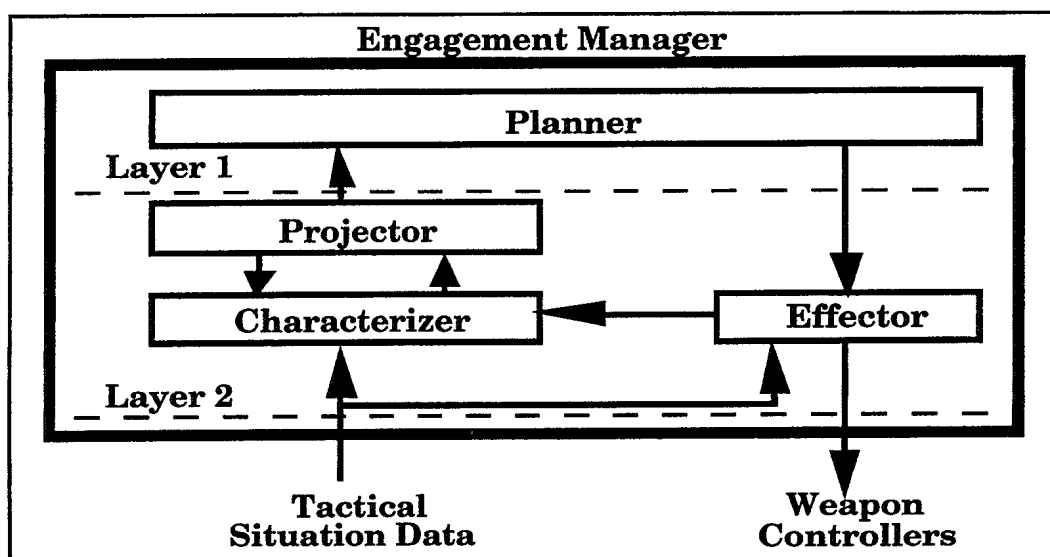 Engagement Manager
Planner
Layer 1
Projector
Characterizer
Effector
Layer 2
Tactical
Situation Data
Weapon
Controllers